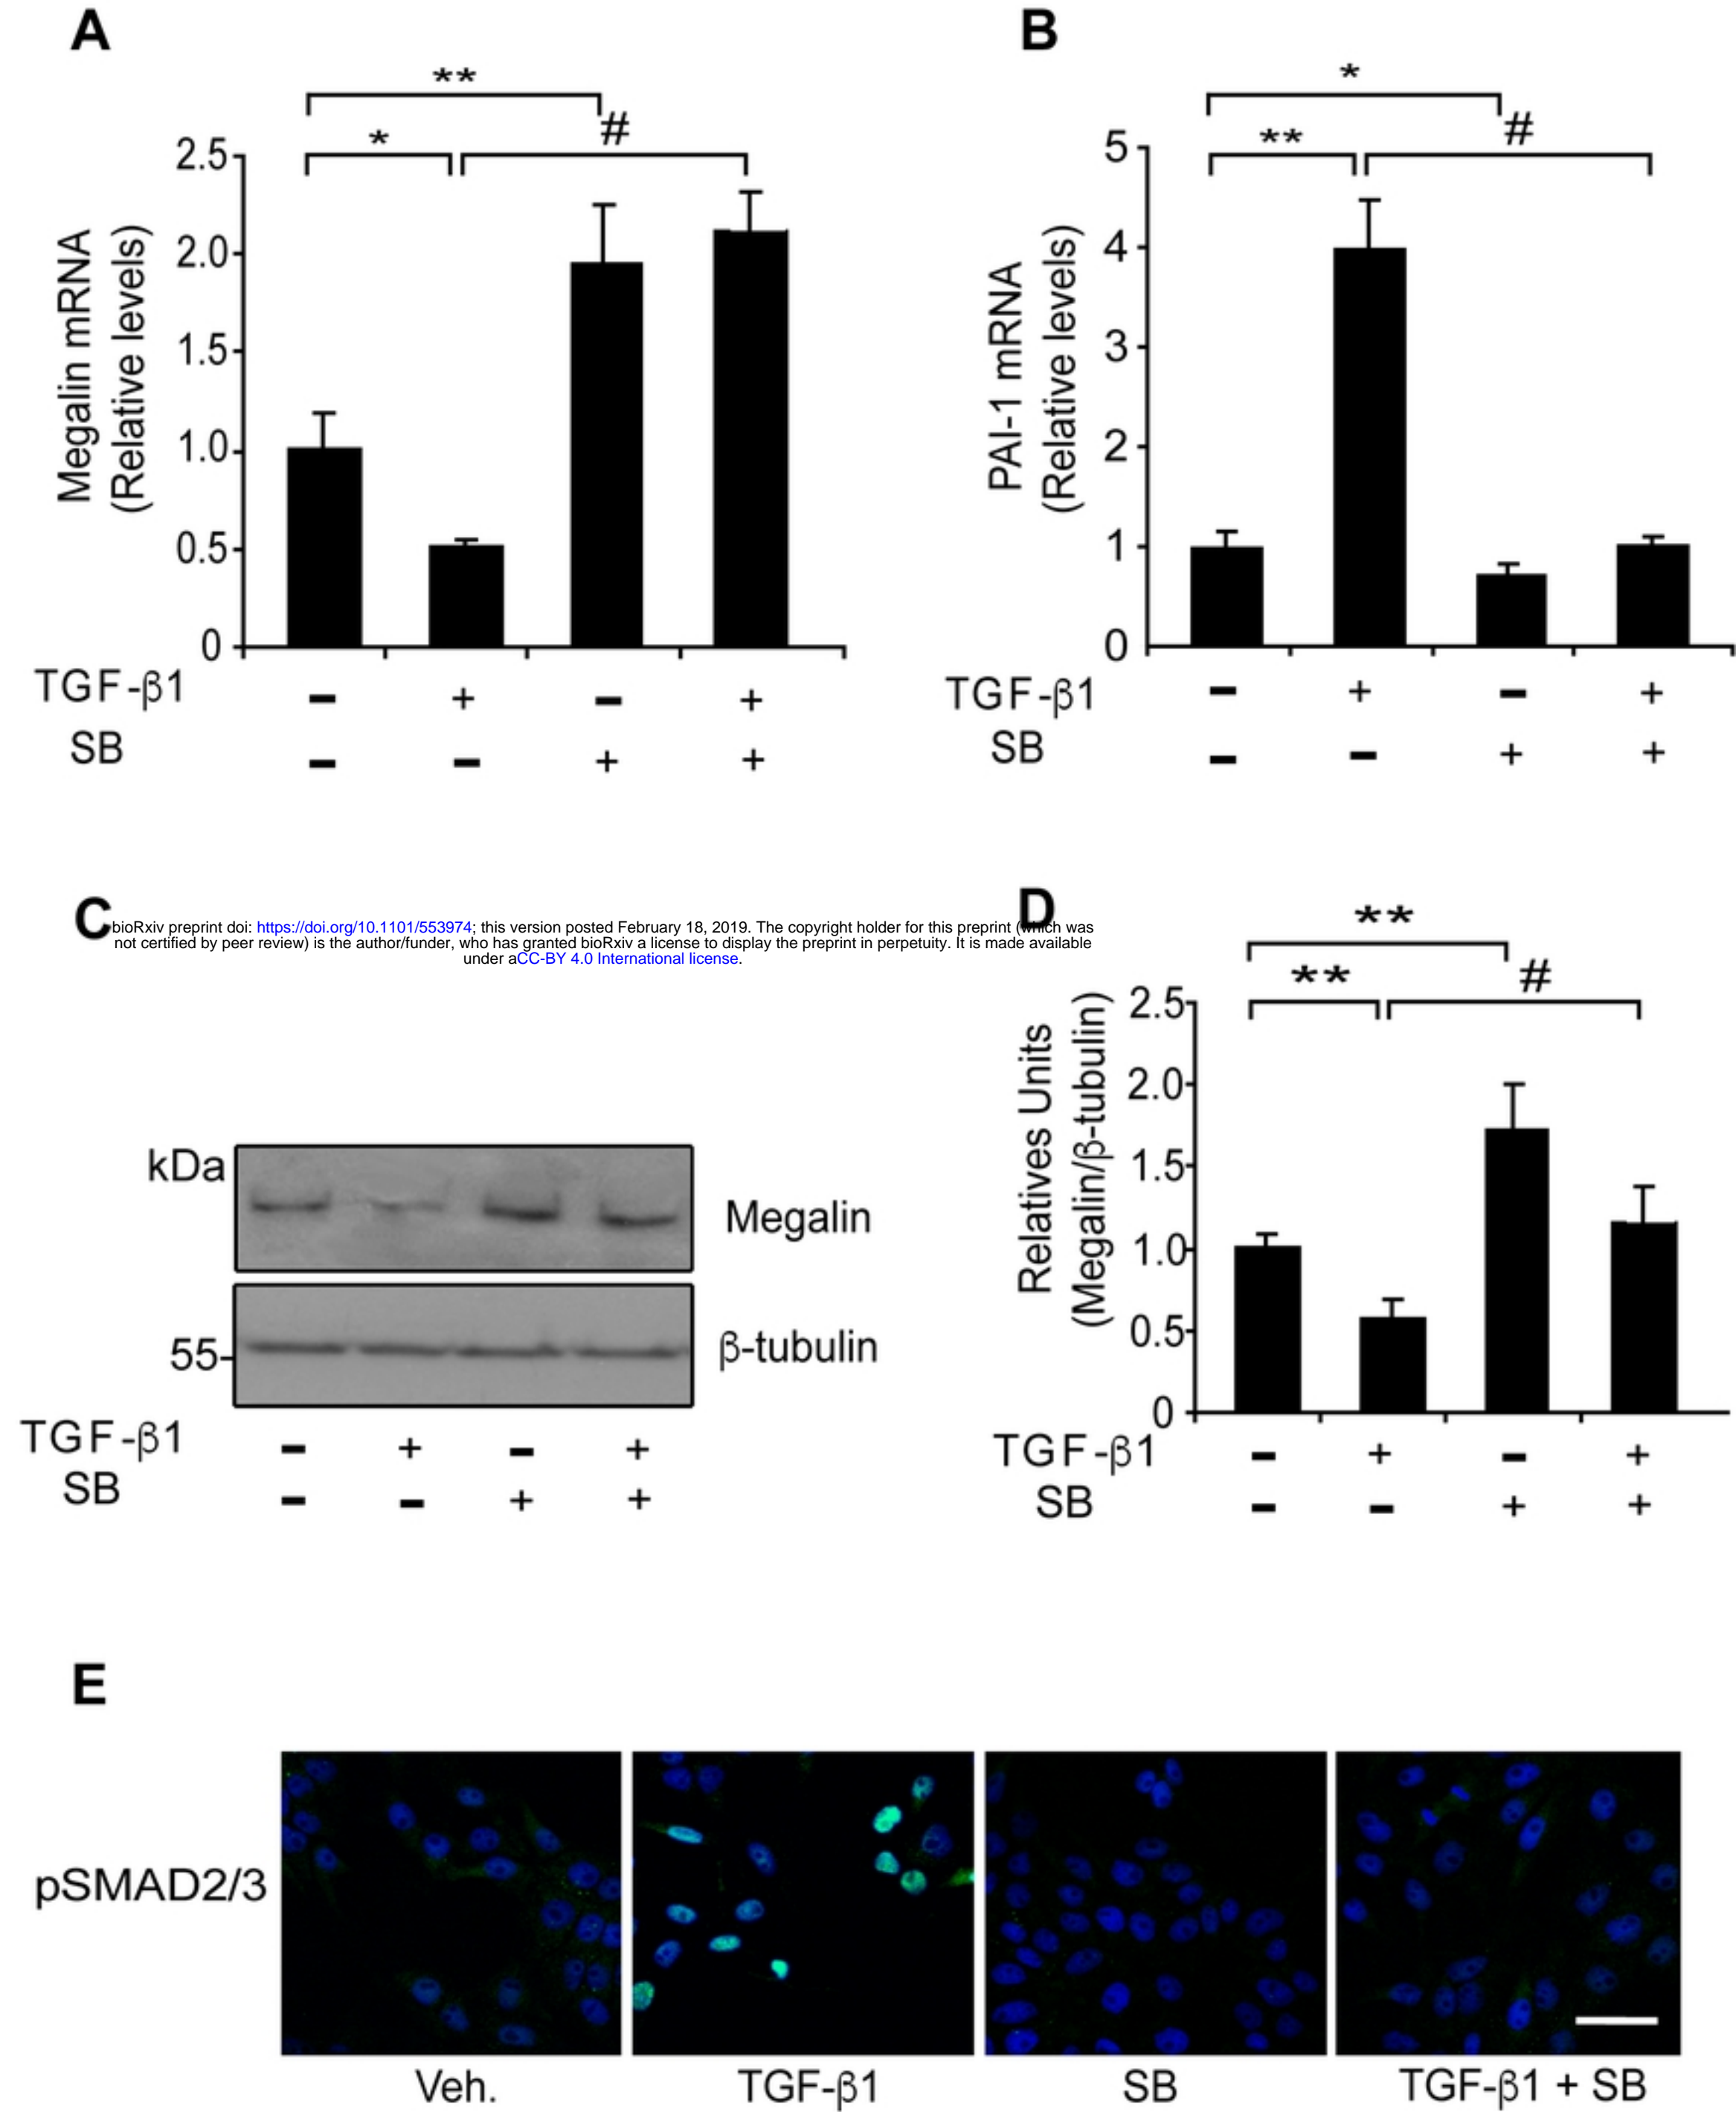 A
**
*
#
Megalin mRNA
(Relative levels)
2.5
2.0
1.5
1.0
0.5
0
TGF-β1 − + − +
SB − − + +
B
*
**
#
PAI-1 mRNA
(Relative levels)
5
4
3
2
1
0
TGF-β1 − + − +
SB − − + +
C
bioRxiv preprint doi: https://doi.org/10.1101/553974; this version posted February 18, 2019. The copyright holder for this preprint (which was
not certified by peer review) is the author/funder, who has granted bioRxiv a license to display the preprint in perpetuity. It is made available
under aCC-BY 4.0 International license.
kDa
Megalin
55-
β-tubulin
TGF-β1 − + − +
SB − − + +
D
**
**
#
Relatives Units
(Megalin/β-tubulin)
2.5
2.0
1.5
1.0
0.5
0
TGF-β1 − + − +
SB − − + +
E
pSMAD2/3
Veh. TGF-β1 SB TGF-β1 + SB